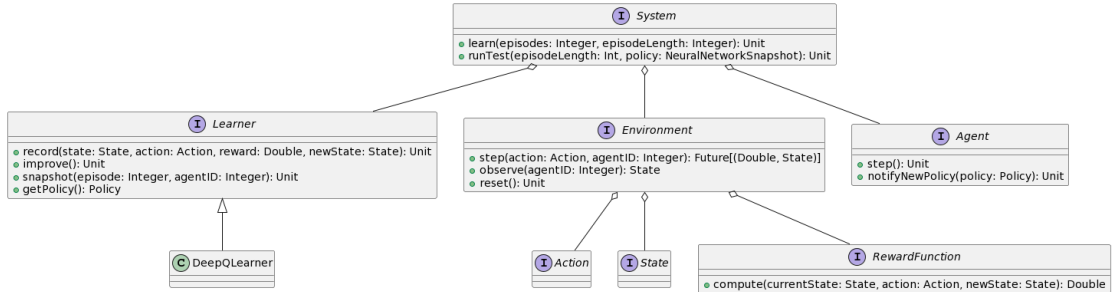 I System
learn(episodes: Integer, episodeLength: Integer): Unit
runTest(episodeLength: Int, policy: NeuralNetworkSnapshot): Unit
I Learner
record(state: State, action: Action, reward: Double, newState: State): Unit
improve(): Unit
snapshot(episode: Integer, agentID: Integer): Unit
getPolicy(): Policy
I Environment
step(action: Action, agentID: Integer): Future[(Double, State)]
observe(agentID: Integer): State
reset(): Unit
I Agent
step(): Unit
notifyNewPolicy(policy: Policy): Unit
C DeepQLearner
I Action
I State
I RewardFunction
compute(currentState: State, action: Action, newState: State): Double